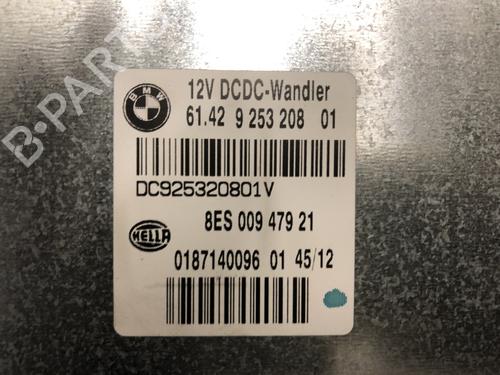 BMW
12V DCDC-Wandler
61.42 9 253 208 01
DC925320801V
HELLA
8ES 009 479 21
0187140096 01 45/12
B-PARTS